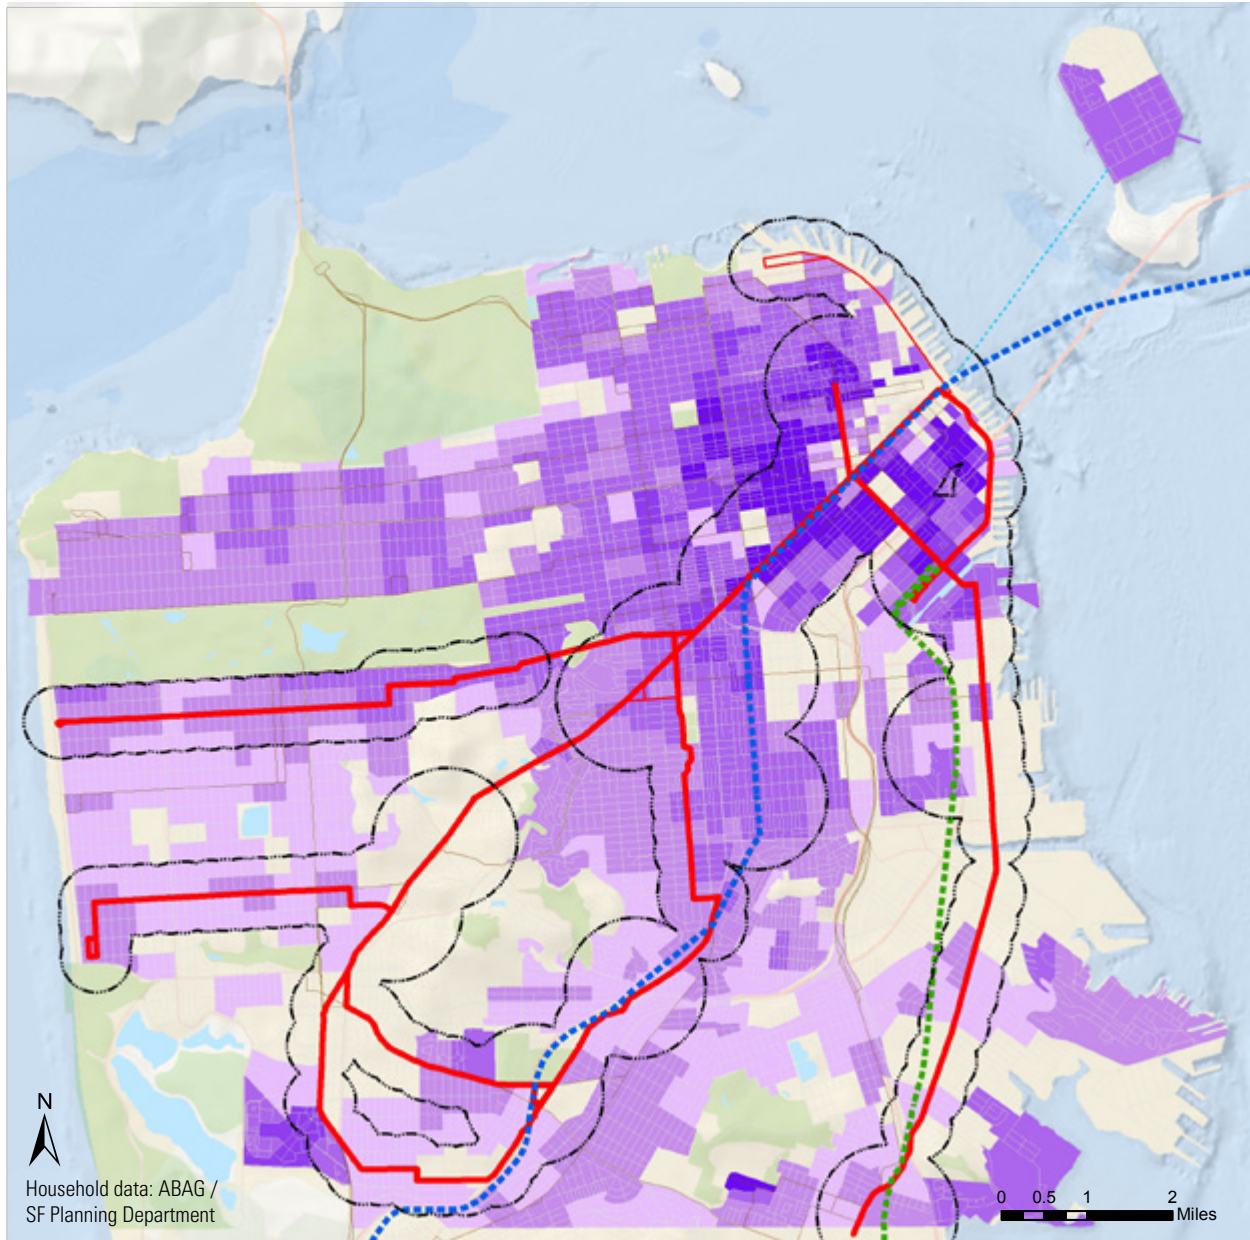 N
Household data: ABAG /
SF Planning Department
0 0.5 1 2
Miles